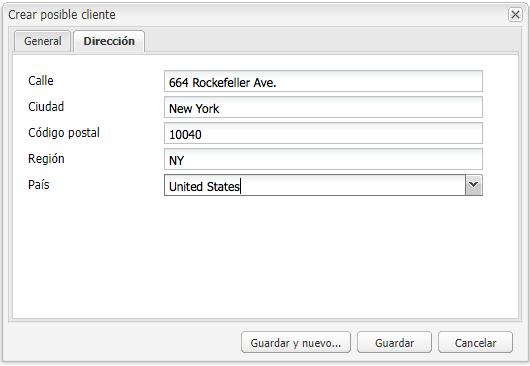 Crear posible cliente
General Dirección
Calle 664 Rockefeller Ave.
Ciudad New York
Código postal 10040
Región NY
País United States
Guardar y nuevo... Guardar Cancelar